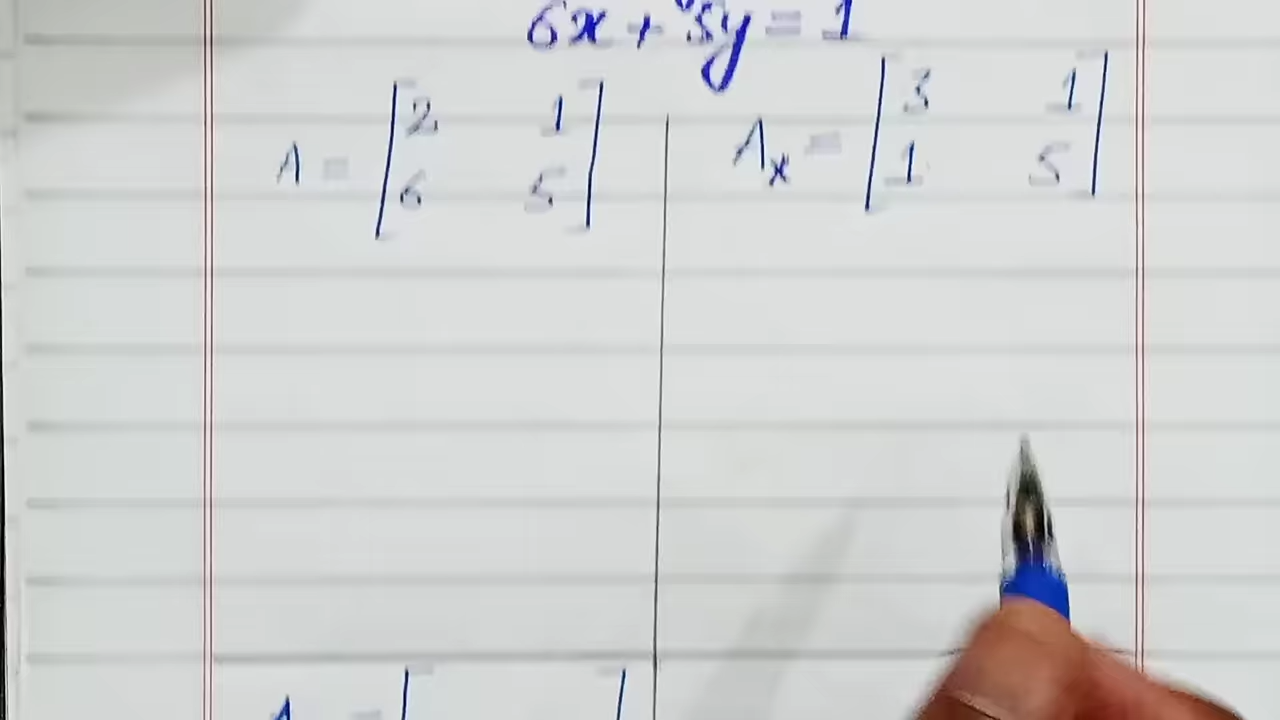 6x + 5y = 1
A = | 2 1 |
| 6 5 |
Ax = | 3 1 |
| 1 5 |
A = |